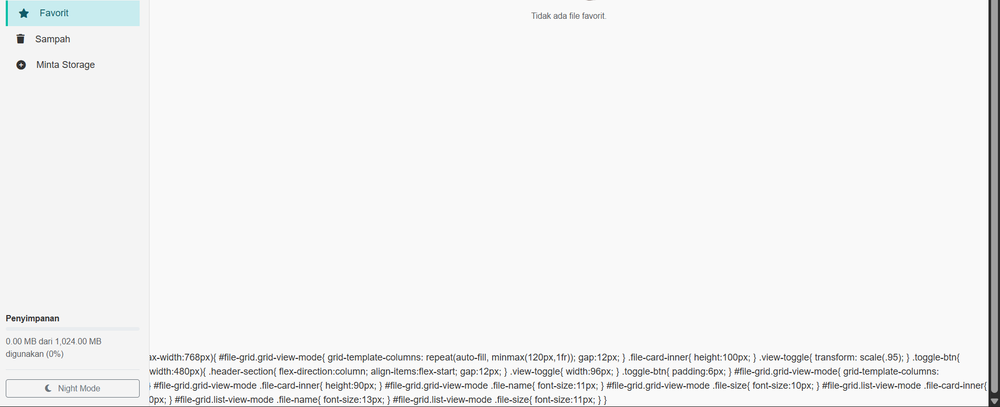 Favorit
Tidak ada file favorit.
Sampah
Minta Storage
Penyimpanan
0.00 MB dari 1,024.00 MB
digunakan (0%)
Night Mode
ax-width:768px){ #file-grid.grid-view-mode{ grid-template-columns: repeat(auto-fill, minmax(120px,1fr)); gap:12px; } .file-card-inner{ height:100px; } .view-toggle{ transform: scale(.95); } .toggle-btn{
width:480px){ .header-section{ flex-direction:column; align-items:flex-start; gap:12px; } .view-toggle{ width:96px; } .toggle-btn{ padding:6px; } #file-grid.grid-view-mode{ grid-template-columns:
} #file-grid.grid-view-mode .file-card-inner{ height:90px; } #file-grid.grid-view-mode .file-name{ font-size:11px; } #file-grid.grid-view-mode .file-size{ font-size:10px; } #file-grid.list-view-mode .file-card-inner{
0px; } #file-grid.list-view-mode .file-name{ font-size:13px; } #file-grid.list-view-mode .file-size{ font-size:11px; } }